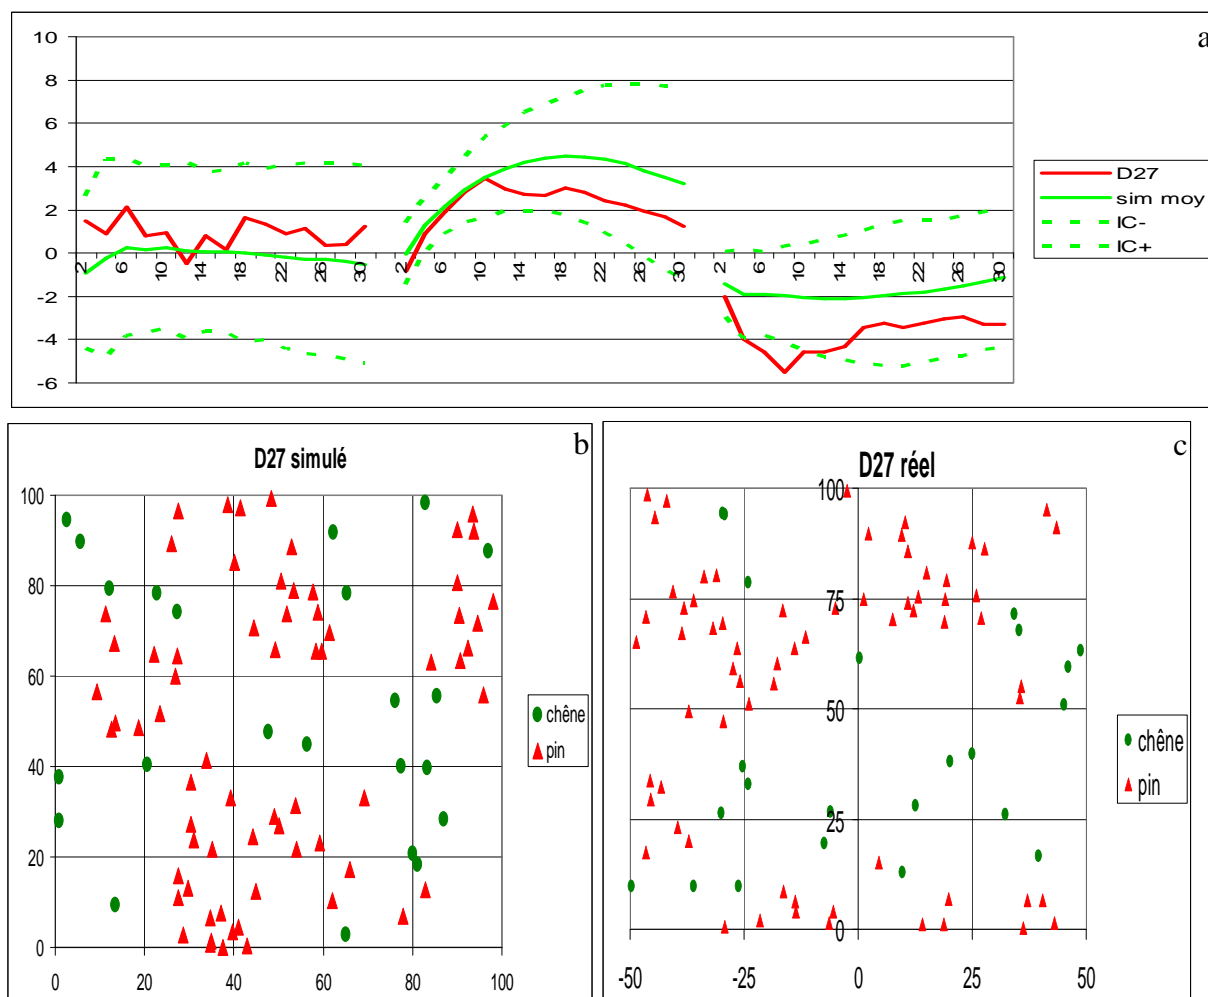 a
10
8
6
4
2
0
-2
-4
-6
2 6 10 14 18 22 26 30 2 6 10 14 18 22 26 30 2 6 10 14 18 22 26 30
D27
sim moy
IC-
IC+
b
D27 simulé
100
80
60
40
20
0
0 20 40 60 80 100
chêne
pin
c
D27 réel
100
75
50
25
0
-50 -25 0 25 50
chêne
pin